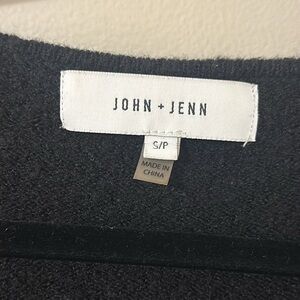 JOHN + JENN
S/P
MADE IN
CHINA